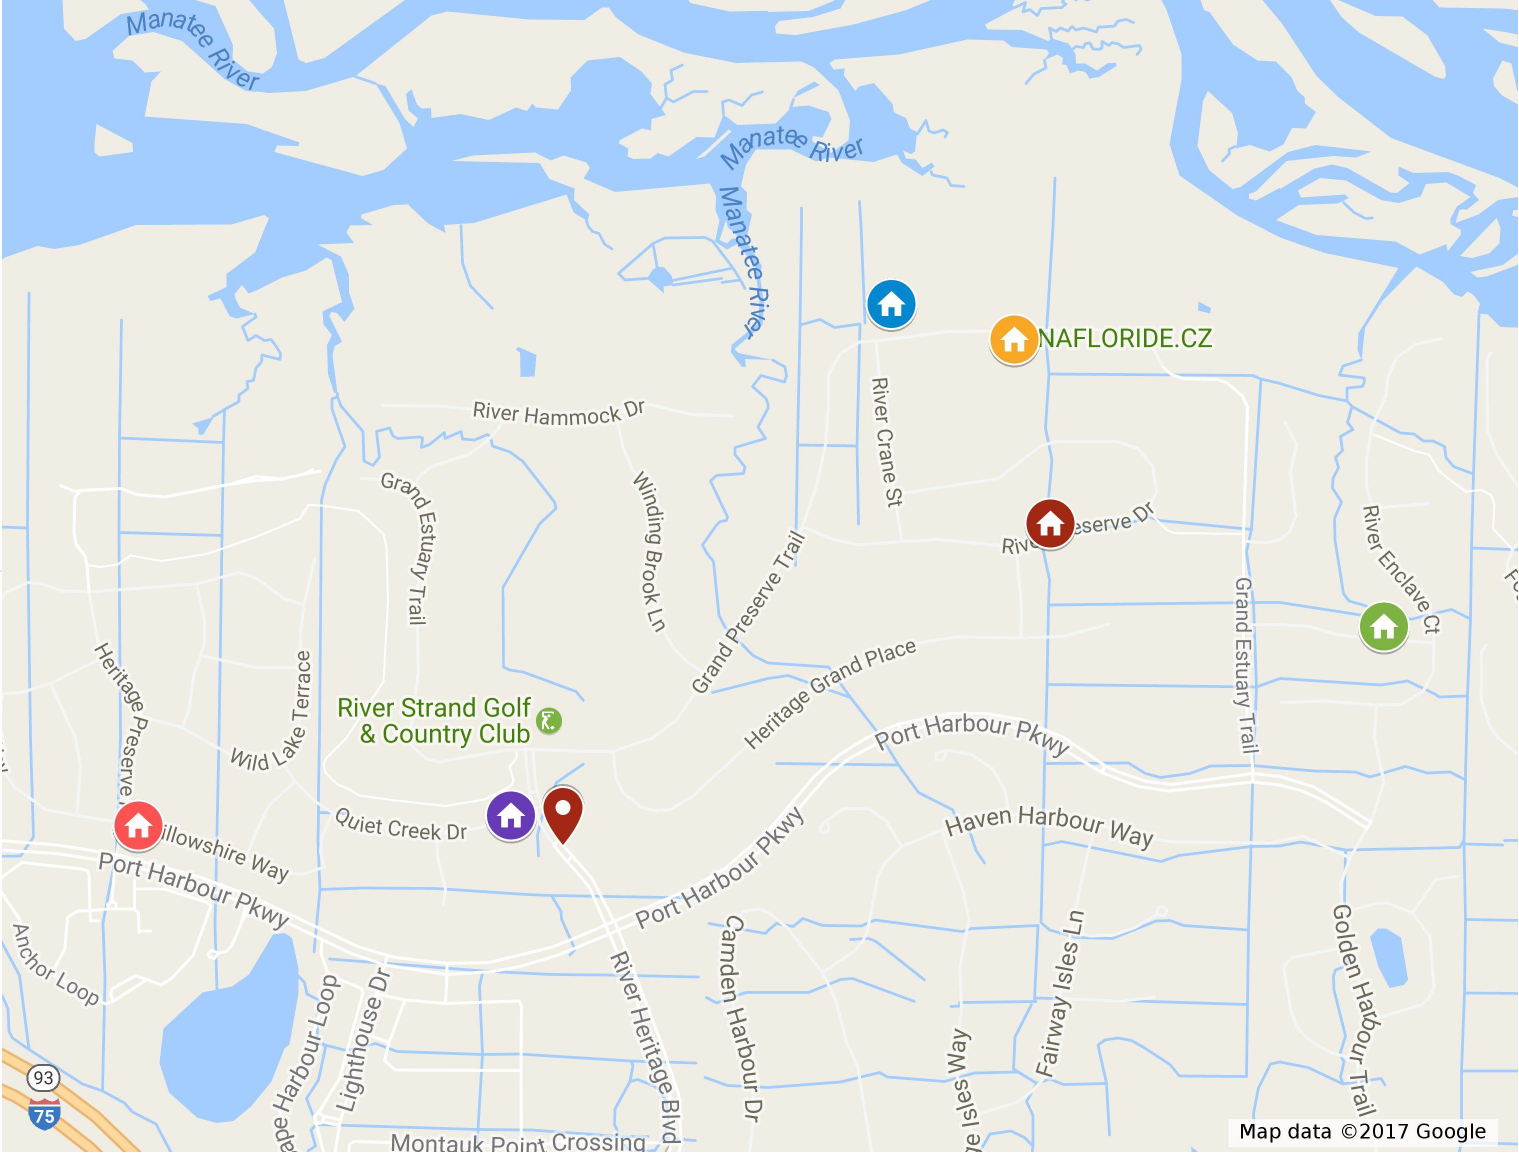 Manatee River
Manatee River
Manatee River
NAFLORIDE.CZ
River Hammock Dr
River Crane St
Grand Estuary Trail
Winding Brook Ln
River Enclave Ct
Grand Preserve Trail
Grand Estuary Trail
Heritage Preserve
Wild Lake Terrace
River Strand Golf
& Country Club
Heritage Grand Place
Port Harbour Pkwy
Quiet Creek Dr
illowshire Way
Haven Harbour Way
Port Harbour Pkwy
Port Harbour Pkwy
Anchor Loop
Camden Harbour Dr
Fairway Isles Ln
Golden Harbour Trail
River Heritage Blvd
Lighthouse Dr
ape Harbour Loop
e Isles Way
93
75
Montauk Point Crossing
Map data ©2017 Google